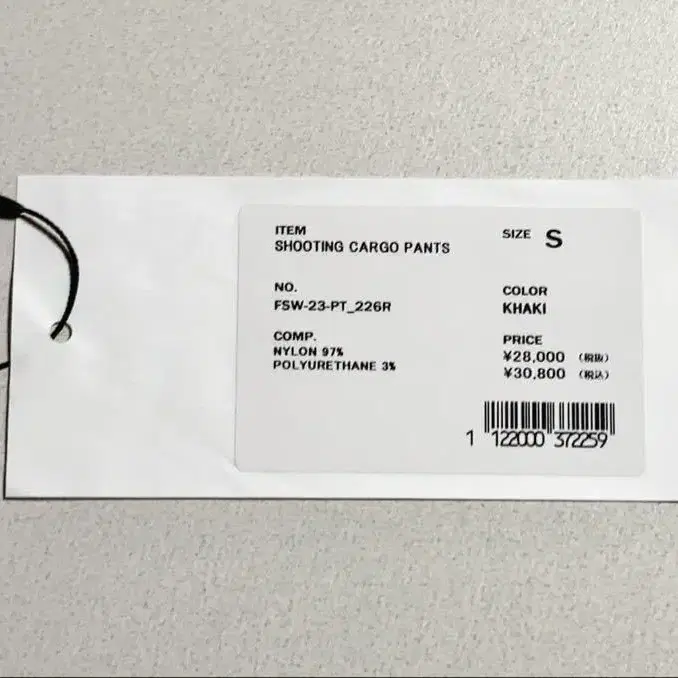 ITEM
SHOOTING CARGO PANTS
SIZE S
NO.
FSW-23-PT_226R
COLOR
KHAKI
COMP.
NYLON 97%
POLYURETHANE 3%
PRICE
¥28,000 (税抜)
¥30,800 (税込)
1 122000 372259